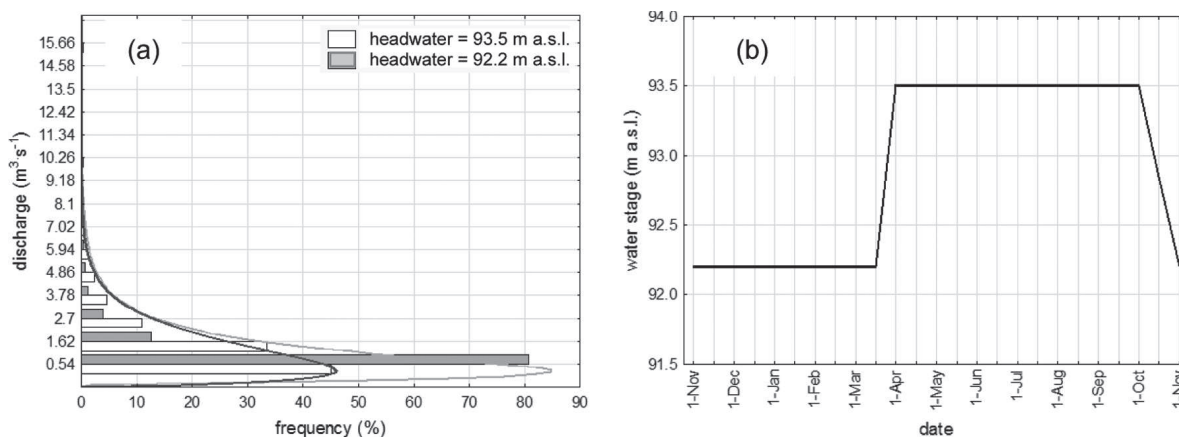 (a)
headwater = 93.5 m a.s.l.
headwater = 92.2 m a.s.l.
discharge (m³·s⁻¹)
15.66
14.58
13.5
12.42
11.34
10.26
9.18
8.1
7.02
5.94
4.86
3.78
2.7
1.62
0.54
0 10 20 30 40 50 60 70 80 90
frequency (%)
(b)
water stage (m a.s.l.)
94.0
93.5
93.0
92.5
92.0
91.5
1-Nov 1-Dec 1-Jan 1-Feb 1-Mar 1-Apr 1-May 1-Jun 1-Jul 1-Aug 1-Sep 1-Oct 1-Nov
date